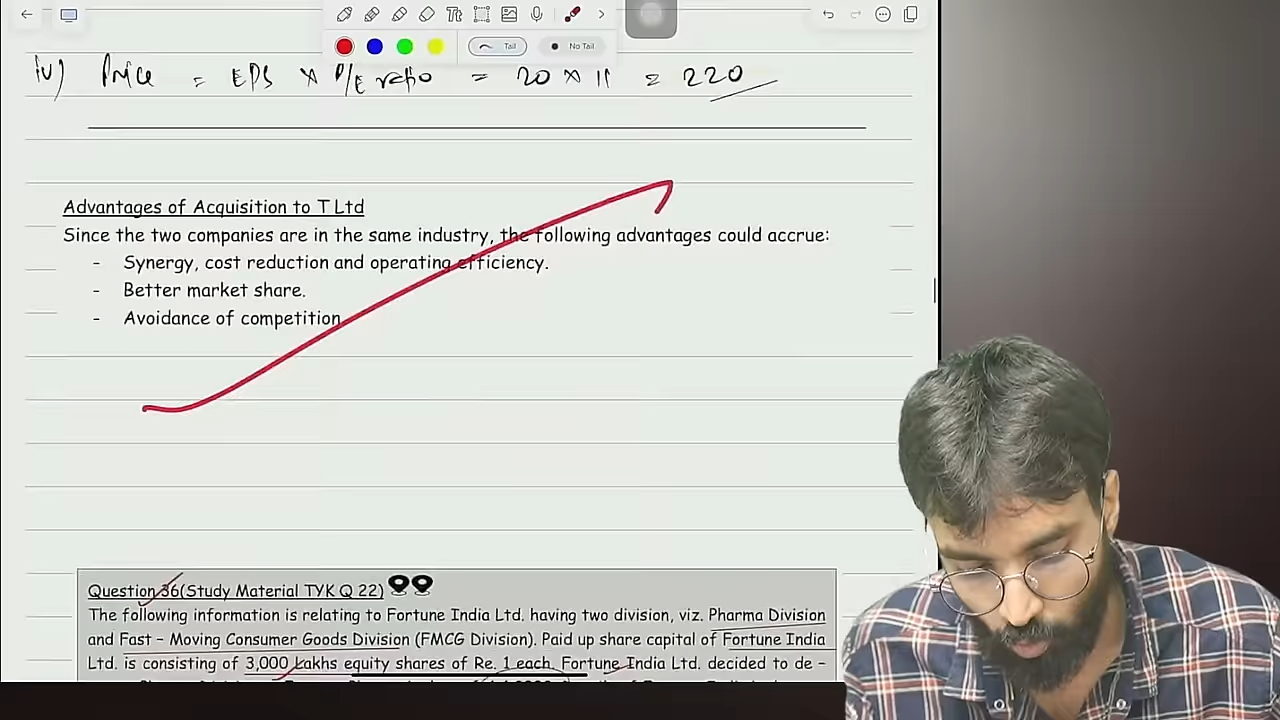 Tail
No Tail
iv) Price = EPS × P/E ratio = 20 × 11 = 220
Advantages of Acquisition to T Ltd
Since the two companies are in the same industry, the following advantages could accrue:
- Synergy, cost reduction and operating efficiency.
- Better market share.
- Avoidance of competition
Question 36(Study Material TYK Q 22)
The following information is relating to Fortune India Ltd. having two division, viz. Pharma Division
and Fast – Moving Consumer Goods Division (FMCG Division). Paid up share capital of Fortune India
Ltd. is consisting of 3,000 Lakhs equity shares of Re. 1 each. Fortune India Ltd. decided to de –